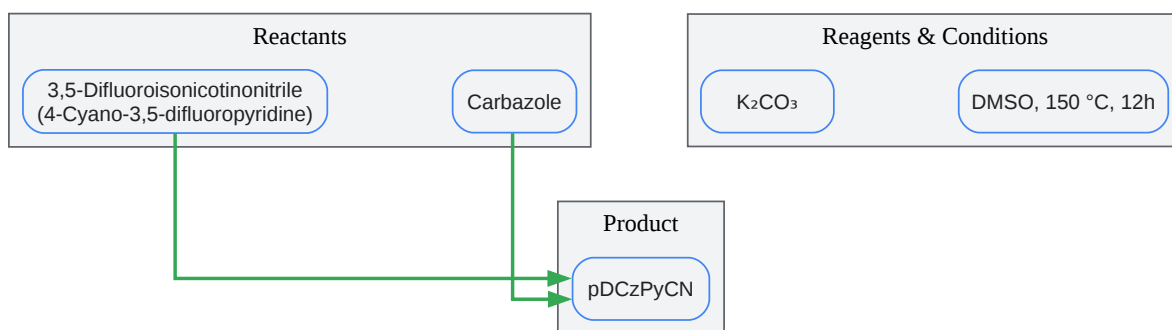 Reactants
3,5-Difluoroisonicotinonitrile
(4-Cyano-3,5-difluoropyridine)
Carbazole
Reagents & Conditions
K₂CO₃
DMSO, 150 °C, 12h
Product
pDCzPyCN